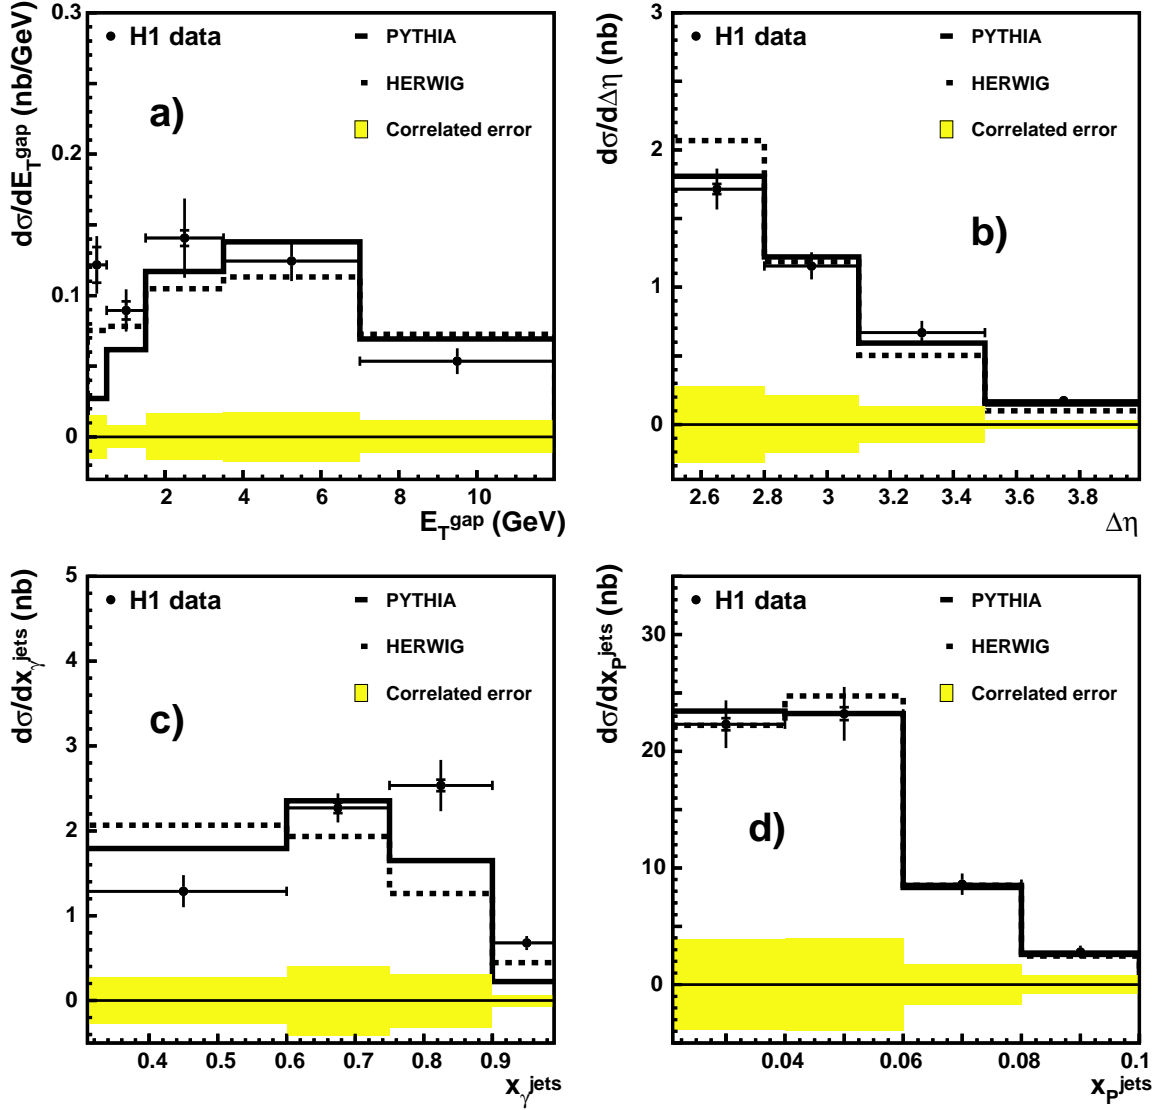 dσ/dE_T^gap (nb/GeV)
0.3
0.2
0.1
0
H1 data
PYTHIA
HERWIG
Correlated error
a)
2 4 6 8 10
E_T^gap (GeV)
dσ/dΔη (nb)
3
2
1
0
H1 data
PYTHIA
HERWIG
Correlated error
b)
2.6 2.8 3 3.2 3.4 3.6 3.8
Δη
dσ/dx_γ^jets (nb)
5
4
3
2
1
0
H1 data
PYTHIA
HERWIG
Correlated error
c)
0.4 0.5 0.6 0.7 0.8 0.9
x_γ^jets
dσ/dx_P^jets (nb)
30
20
10
0
H1 data
PYTHIA
HERWIG
Correlated error
d)
0.04 0.06 0.08 0.1
x_P^jets